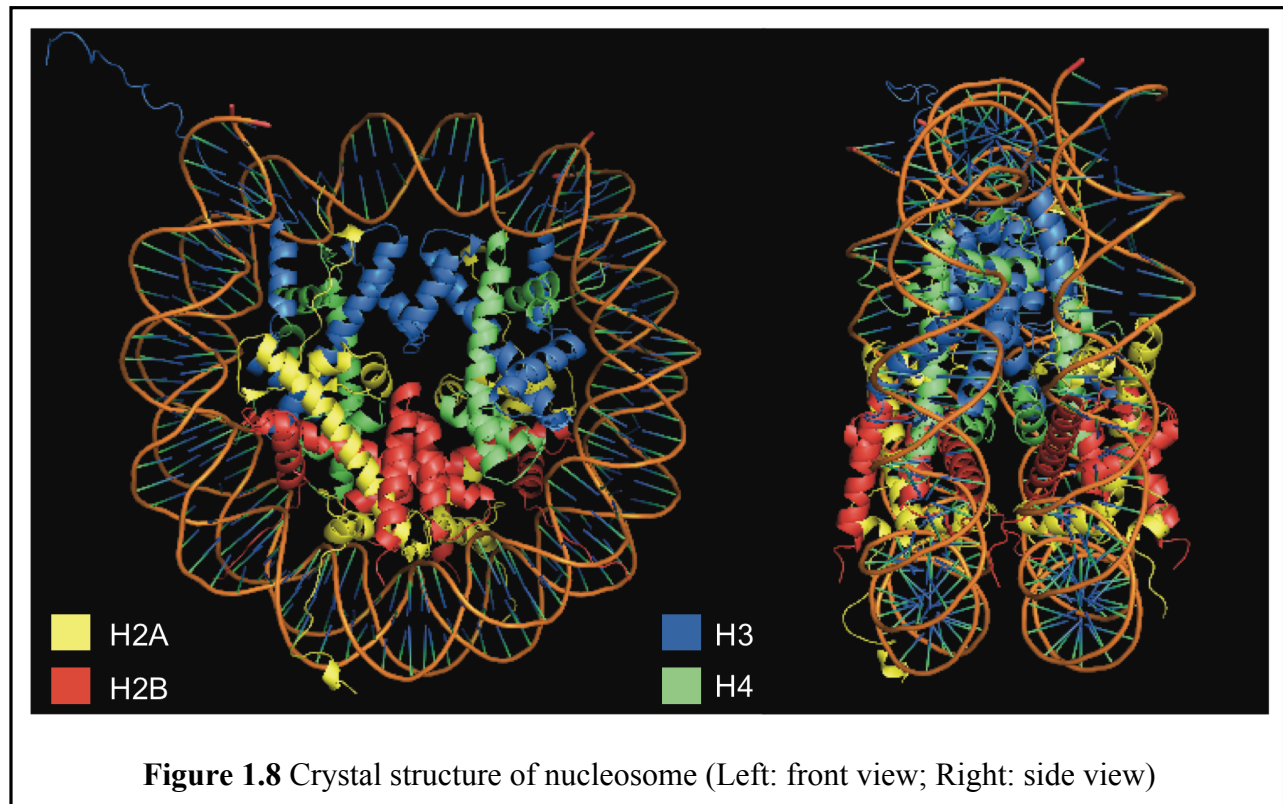 H2A
H2B
H3
H4
Figure 1.8 Crystal structure of nucleosome (Left: front view; Right: side view)